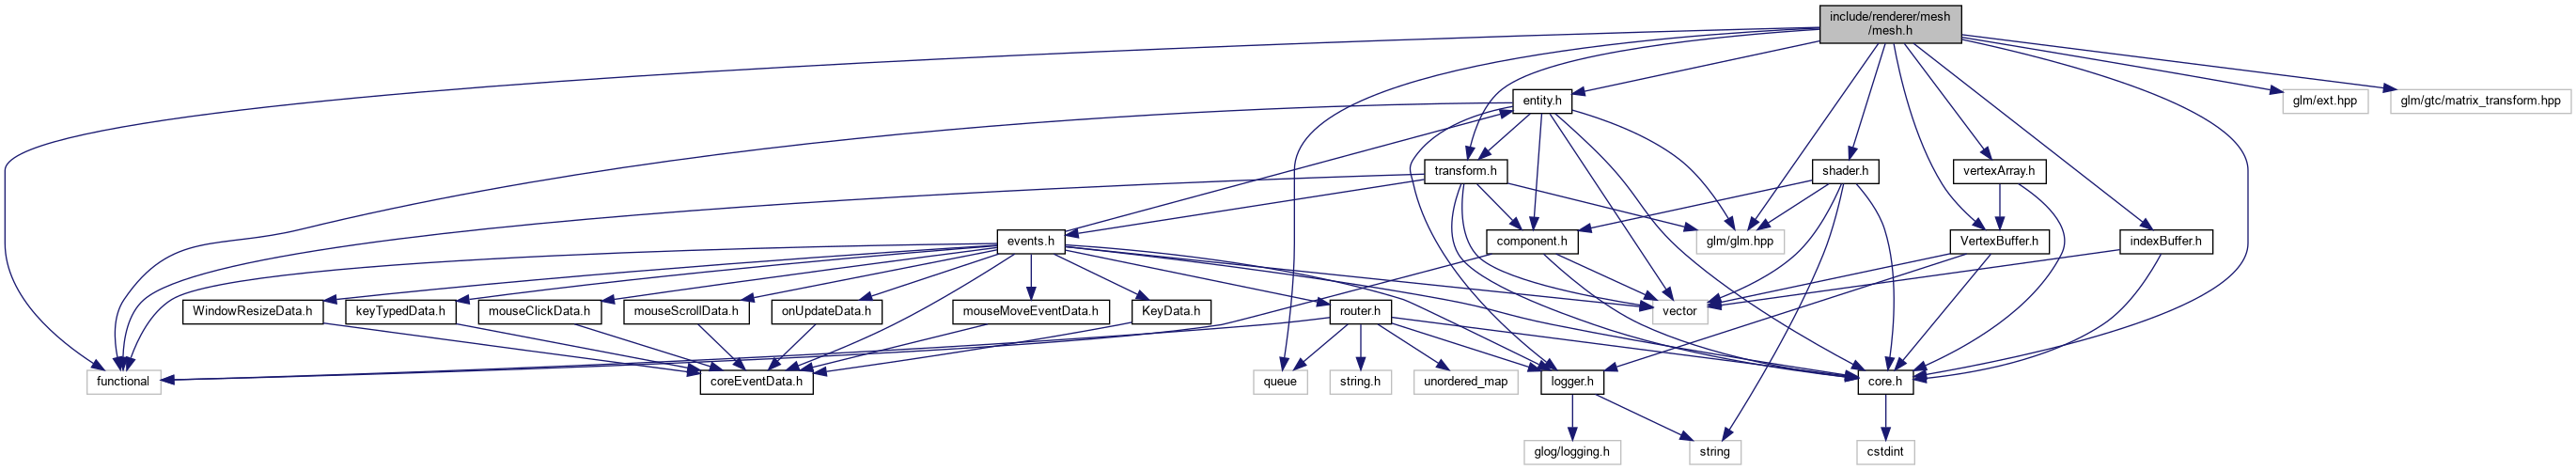 include/renderer/mesh
/mesh.h
entity.h
glm/ext.hpp
glm/gtc/matrix_transform.hpp
transform.h
shader.h
vertexArray.h
events.h
component.h
glm/glm.hpp
VertexBuffer.h
indexBuffer.h
WindowResizeData.h
keyTypedData.h
mouseClickData.h
mouseScrollData.h
onUpdateData.h
mouseMoveEventData.h
KeyData.h
router.h
vector
functional
coreEventData.h
queue
string.h
unordered_map
logger.h
core.h
glog/logging.h
string
cstdint